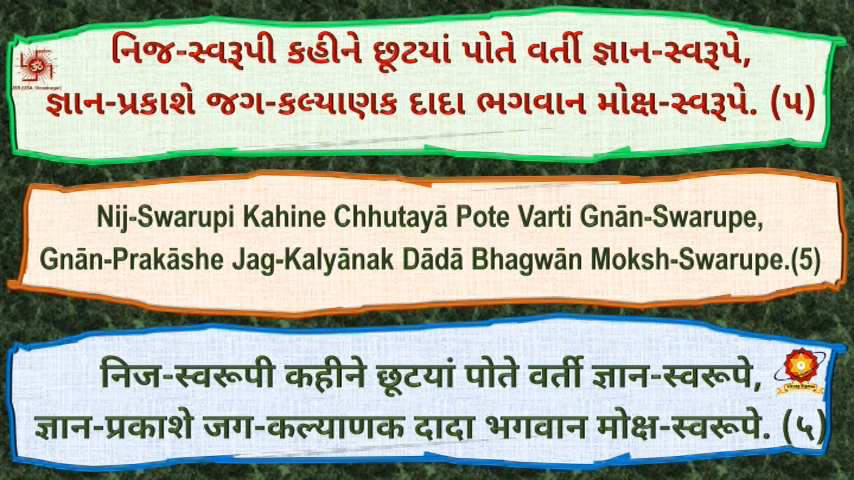 નિજ-સ્વરૂપી કહીને છૂટયાં પોતે વર્તી જ્ઞાન-સ્વરૂપે,
જ્ઞાન-પ્રકાશે જગ-કલ્યાણક દાદા ભગવાન મોક્ષ-સ્વરૂપે. (૫)
Nij-Swarupi Kahine Chhutayā Pote Varti Gnān-Swarupe,
Gnān-Prakāshe Jag-Kalyānak Dādā Bhagwān Moksh-Swarupe.(5)
निज-स्वरूपी कहीने छूटयां पोते वर्ती ज्ञान-स्वरूपे,
ज्ञान-प्रकाशे जग-कल्याणक दादा भगवान मोक्ष-स्वरूपे. (५)